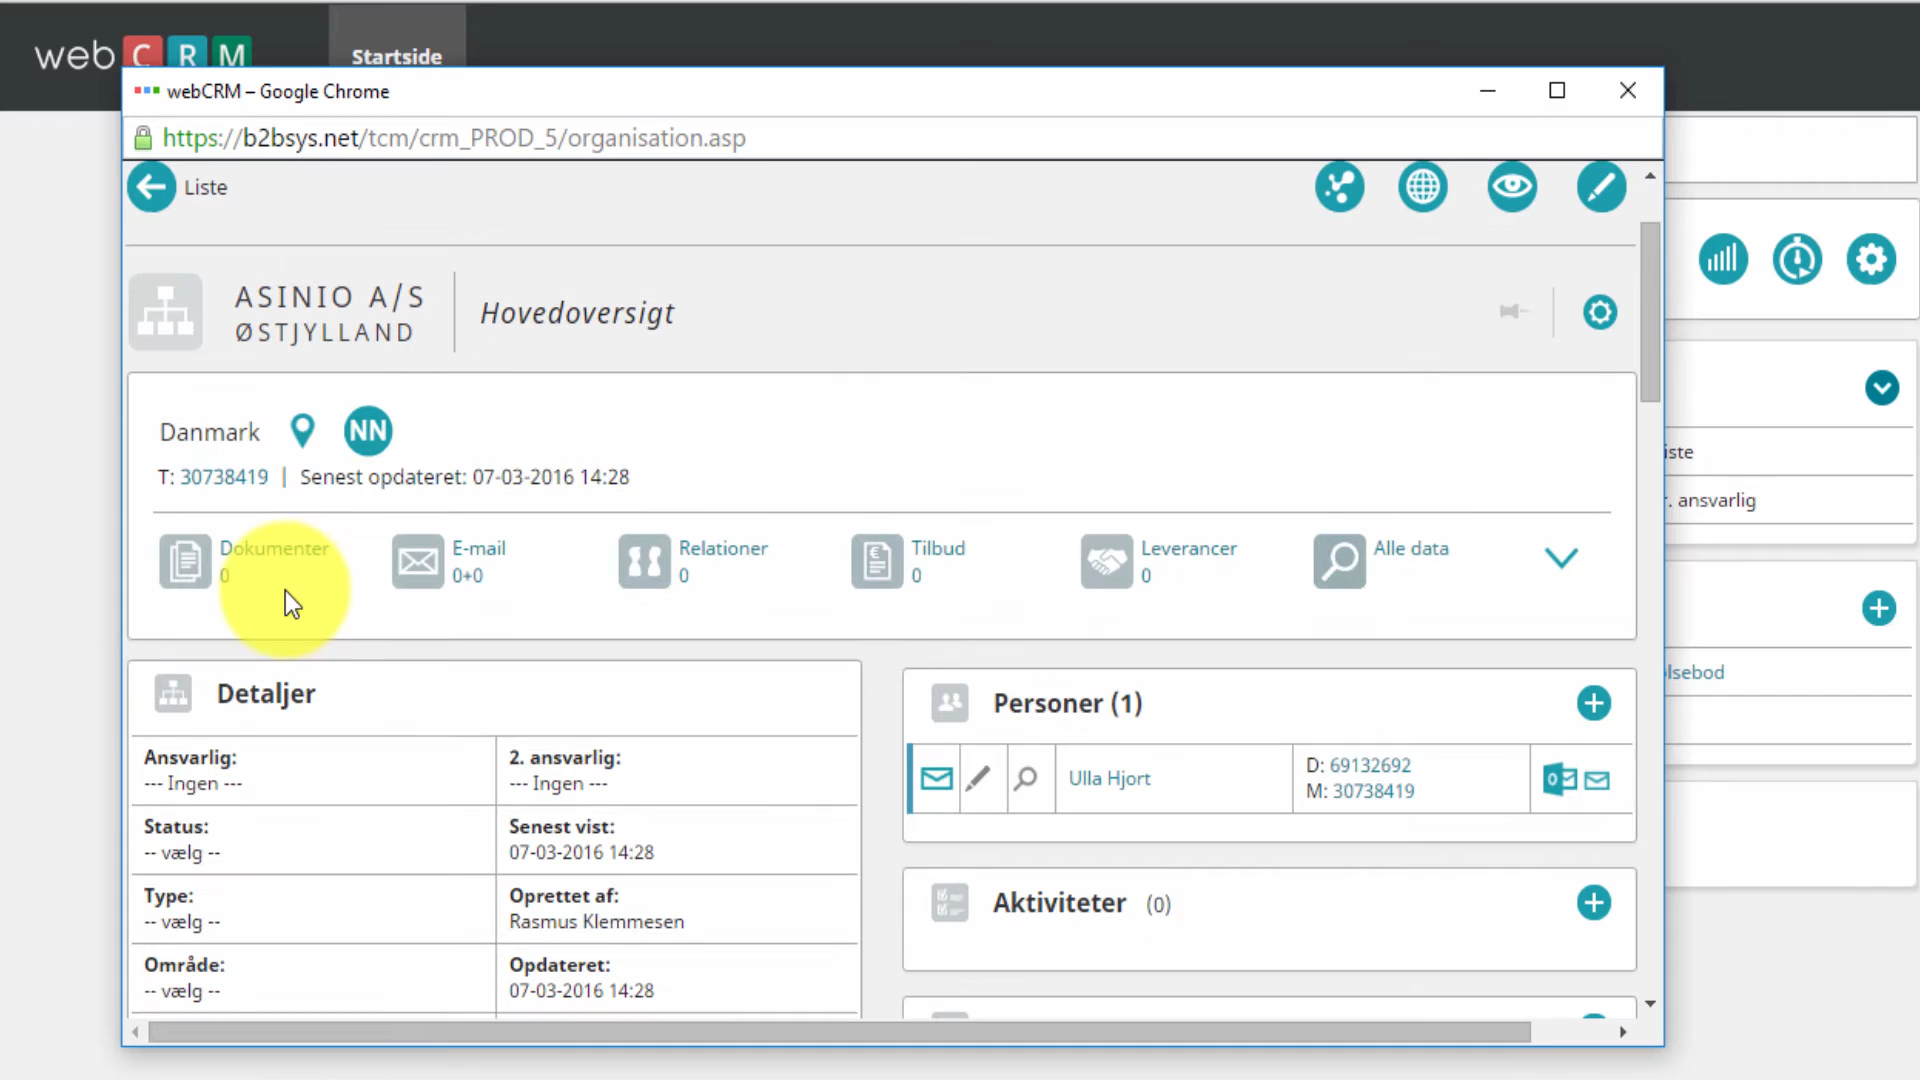 web C R M
Startside
webCRM – Google Chrome
https://b2bsys.net/tcm/crm_PROD_5/organisation.asp
Liste
ASINIO A/S
ØSTJYLLAND
Hovedoversigt
Danmark
NN
T: 30738419 | Senest opdateret: 07-03-2016 14:28
Dokumenter
0
E-mail
0+0
Relationer
0
Tilbud
0
Leverancer
0
Alle data
Detaljer
Ansvarlig:
--- Ingen ---
2. ansvarlig:
--- Ingen ---
Status:
-- vælg --
Senest vist:
07-03-2016 14:28
Type:
-- vælg --
Oprettet af:
Rasmus Klemmesen
Område:
-- vælg --
Opdateret:
07-03-2016 14:28
Personer (1)
Ulla Hjort
D: 69132692
M: 30738419
Aktiviteter (0)
iste
r. ansvarlig
lsebod